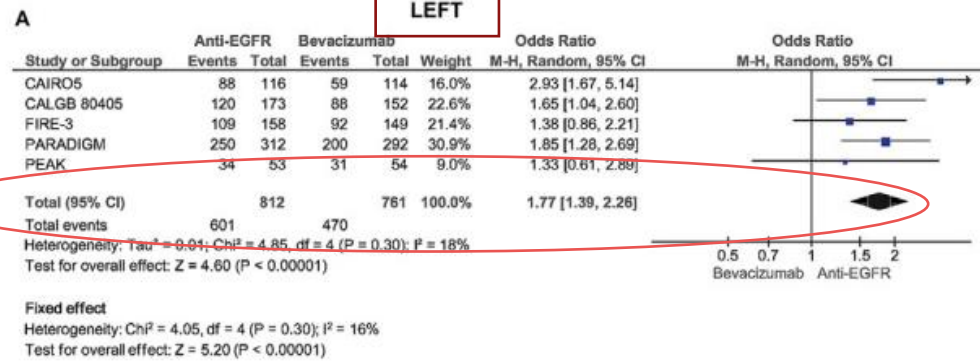 LEFT
A
Anti-EGFR Bevacizumab Odds Ratio Odds Ratio
Study or Subgroup Events Total Events Total Weight M-H, Random, 95% CI M-H, Random, 95% CI
CAIRO5 88 116 59 114 16.0% 2.93 [1.67, 5.14]
CALGB 80405 120 173 88 152 22.6% 1.65 [1.04, 2.60]
FIRE-3 109 158 92 149 21.4% 1.38 [0.86, 2.21]
PARADIGM 250 312 200 292 30.9% 1.85 [1.28, 2.69]
PEAK 34 53 31 54 9.0% 1.33 [0.61, 2.89]
Total (95% CI) 812 761 100.0% 1.77 [1.39, 2.26]
Total events 601 470
Heterogeneity: Tau² = 0.01; Chi² = 4.85, df = 4 (P = 0.30); I² = 18%
Test for overall effect: Z = 4.60 (P < 0.00001)
0.5 0.7 1 1.5 2
Bevacizumab Anti-EGFR
Fixed effect
Heterogeneity: Chi² = 4.05, df = 4 (P = 0.30); I² = 16%
Test for overall effect: Z = 5.20 (P < 0.00001)